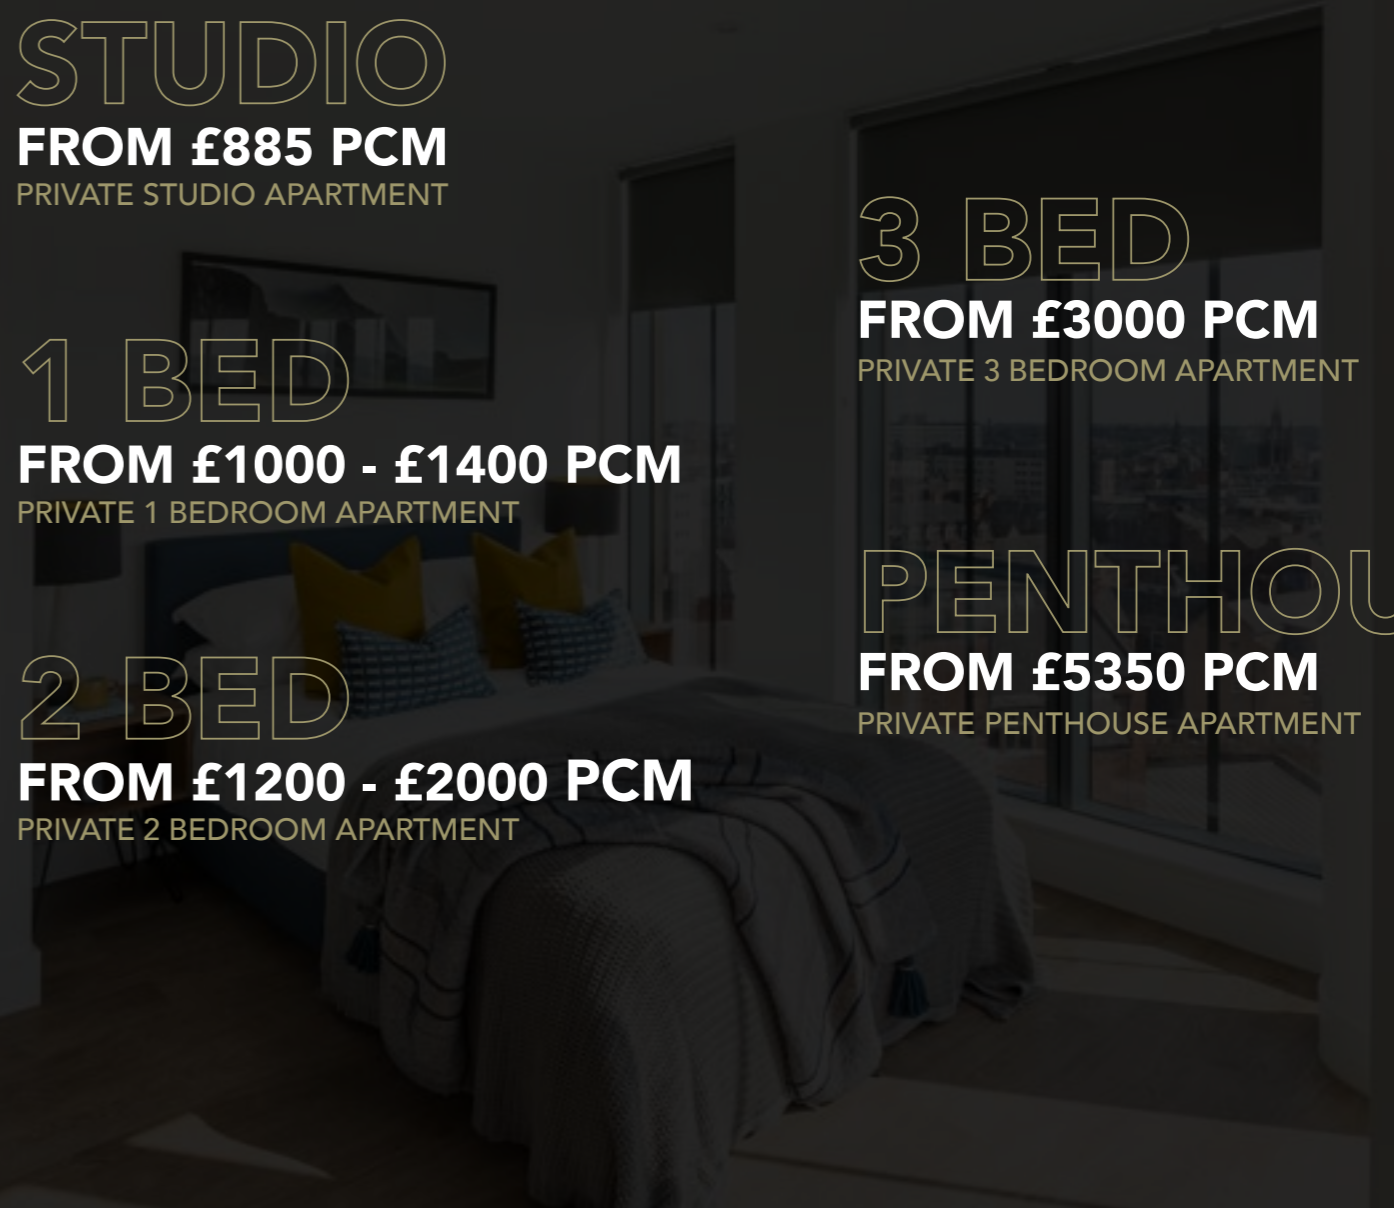 STUDIO
FROM £885 PCM
PRIVATE STUDIO APARTMENT
1 BED
FROM £1000 - £1400 PCM
PRIVATE 1 BEDROOM APARTMENT
2 BED
FROM £1200 - £2000 PCM
PRIVATE 2 BEDROOM APARTMENT
3 BED
FROM £3000 PCM
PRIVATE 3 BEDROOM APARTMENT
PENTHOU
FROM £5350 PCM
PRIVATE PENTHOUSE APARTMENT